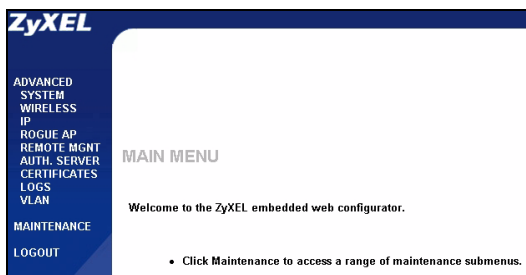 ZyXEL
ADVANCED
SYSTEM
WIRELESS
IP
ROGUE AP
REMOTE MGNT
AUTH. SERVER
CERTIFICATES
LOGS
VLAN
MAINTENANCE
LOGOUT
MAIN MENU
Welcome to the ZyXEL embedded web configurator.
• Click Maintenance to access a range of maintenance submenus.